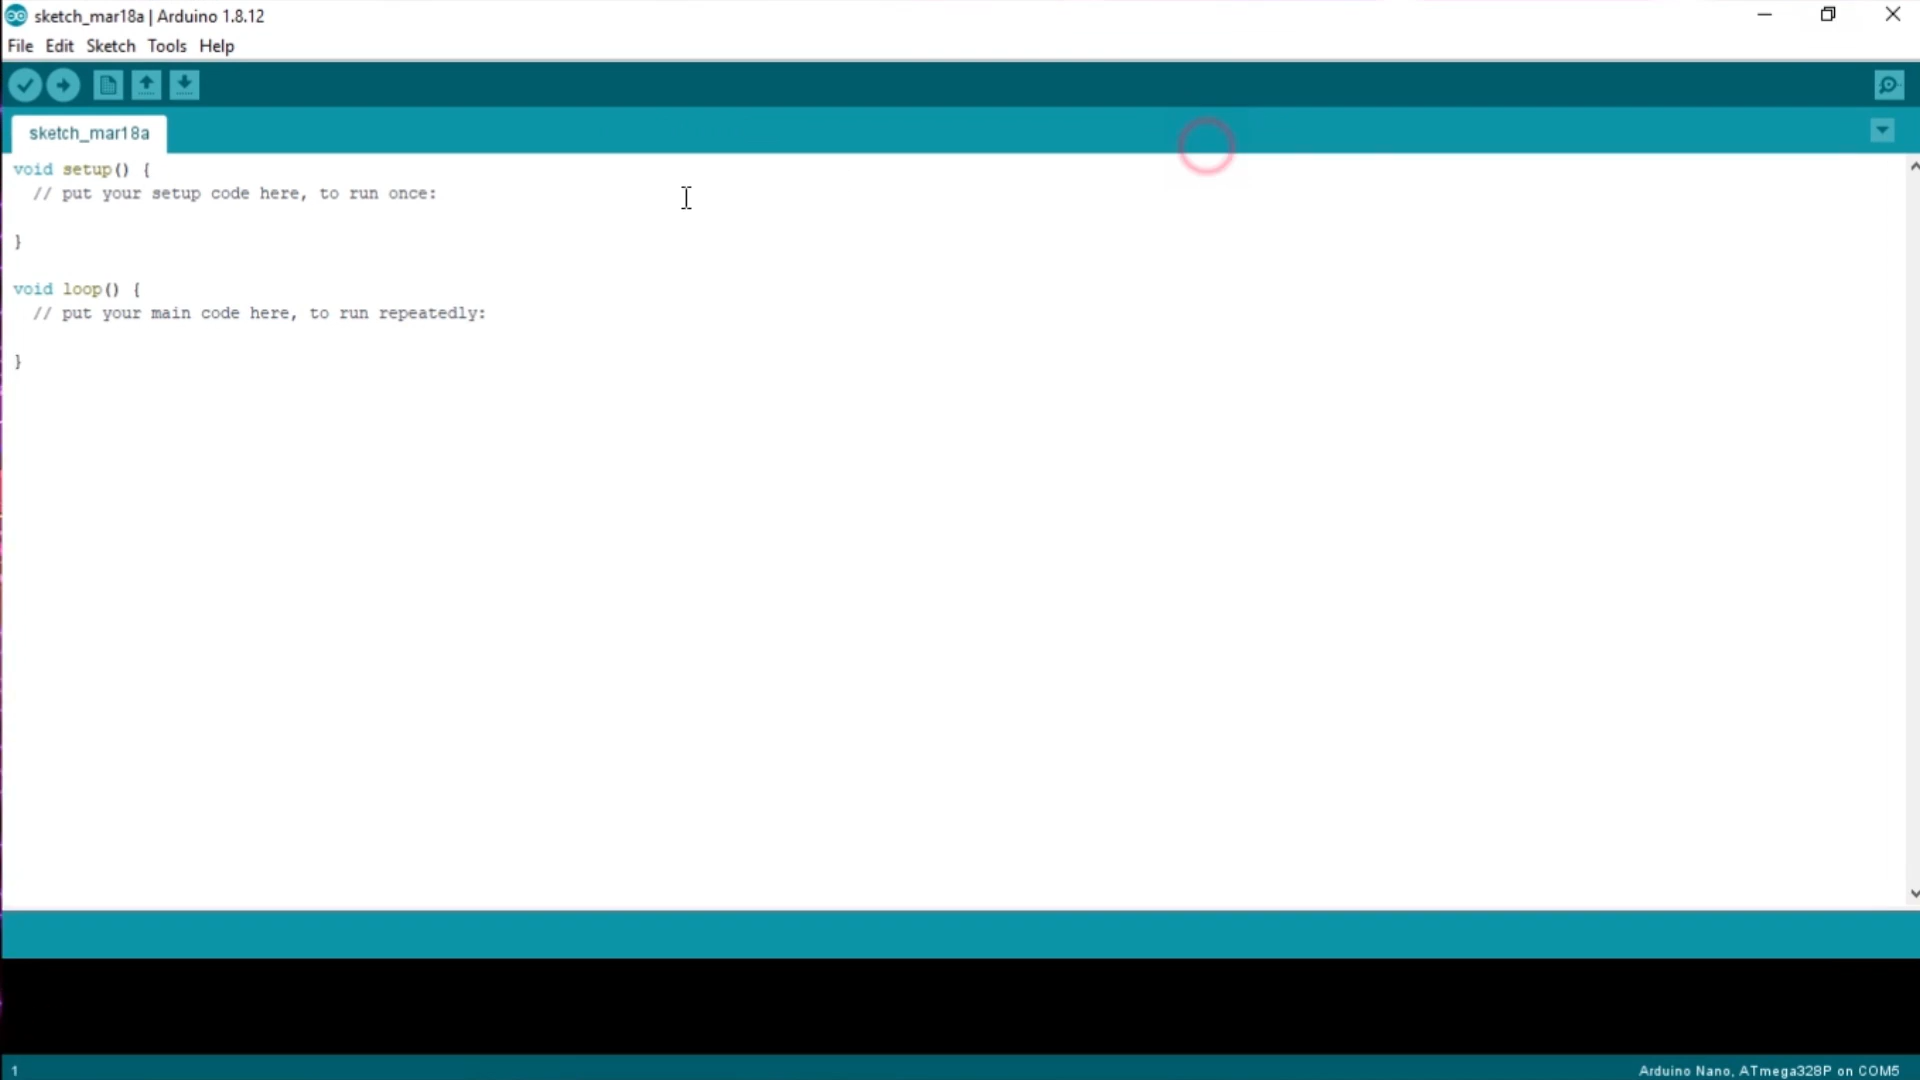 sketch_mar18a | Arduino 1.8.12
File Edit Sketch Tools Help
sketch_mar18a
void setup() {
  // put your setup code here, to run once:
}
void loop() {
  // put your main code here, to run repeatedly:
}
1
Arduino Nano, ATmega328P on COM5